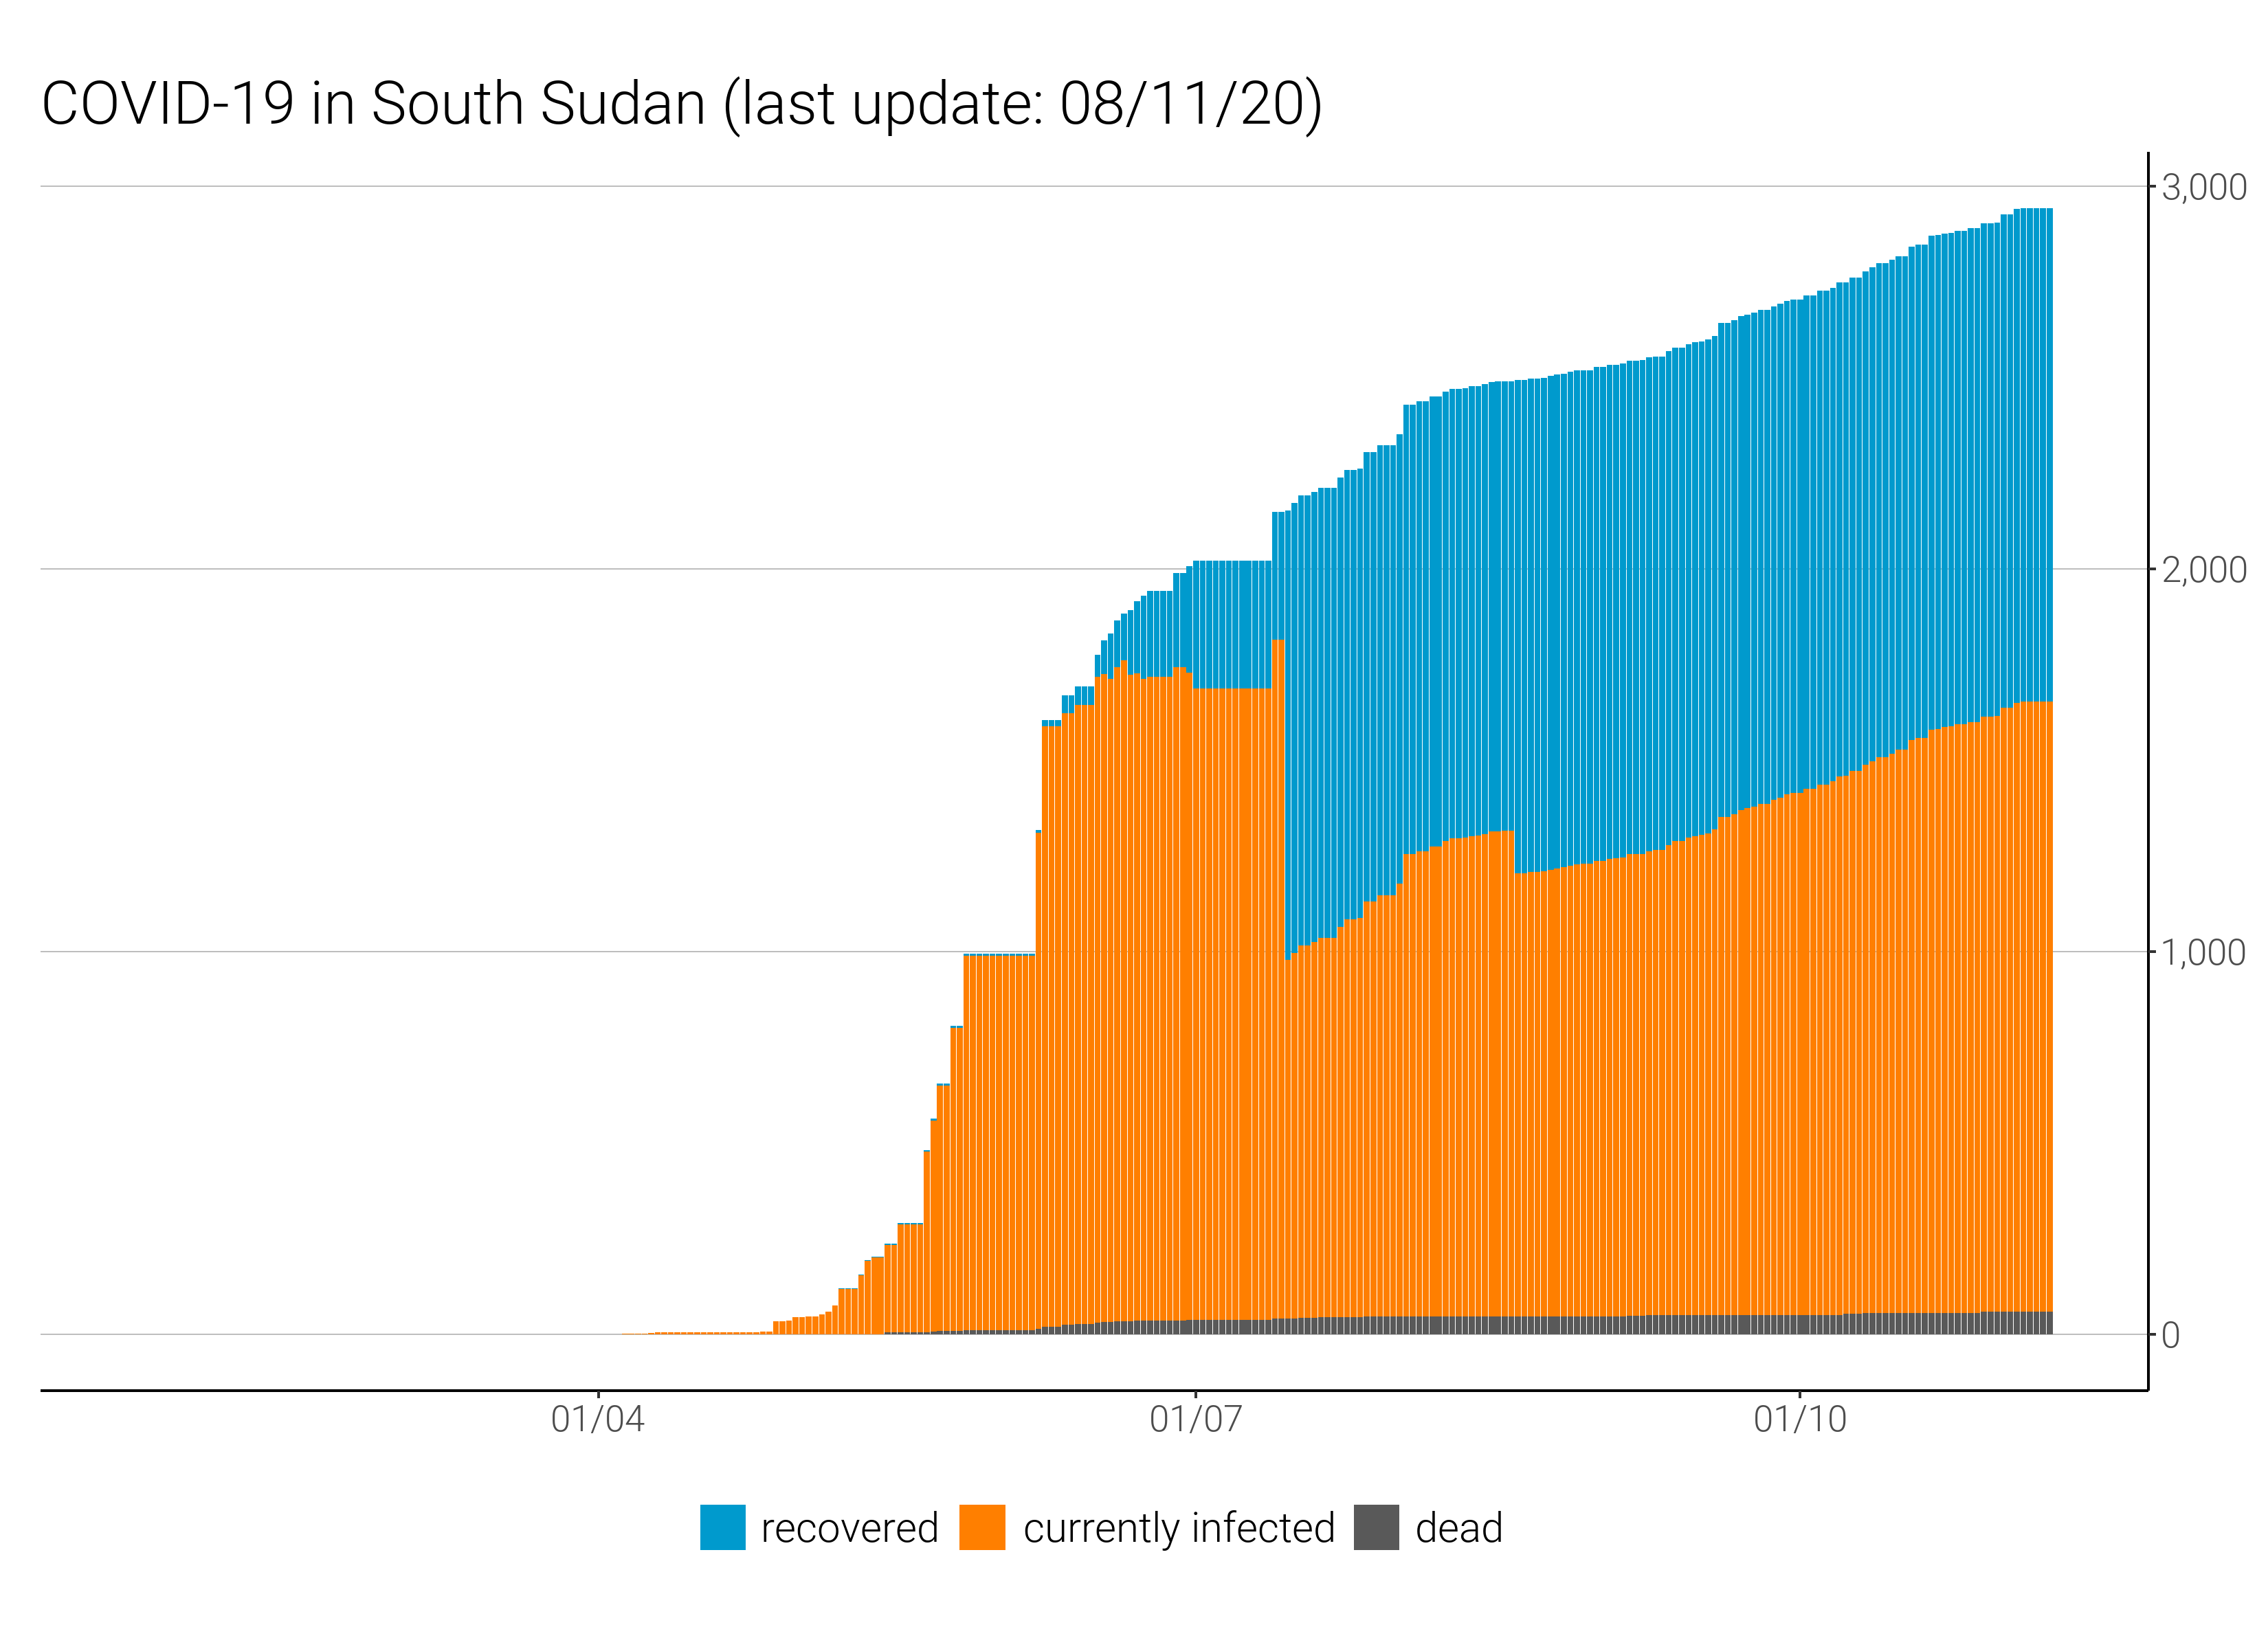 COVID-19 in South Sudan (last update: 08/11/20)
3,000
2,000
1,000
0
01/04 01/07 01/10
recovered currently infected dead